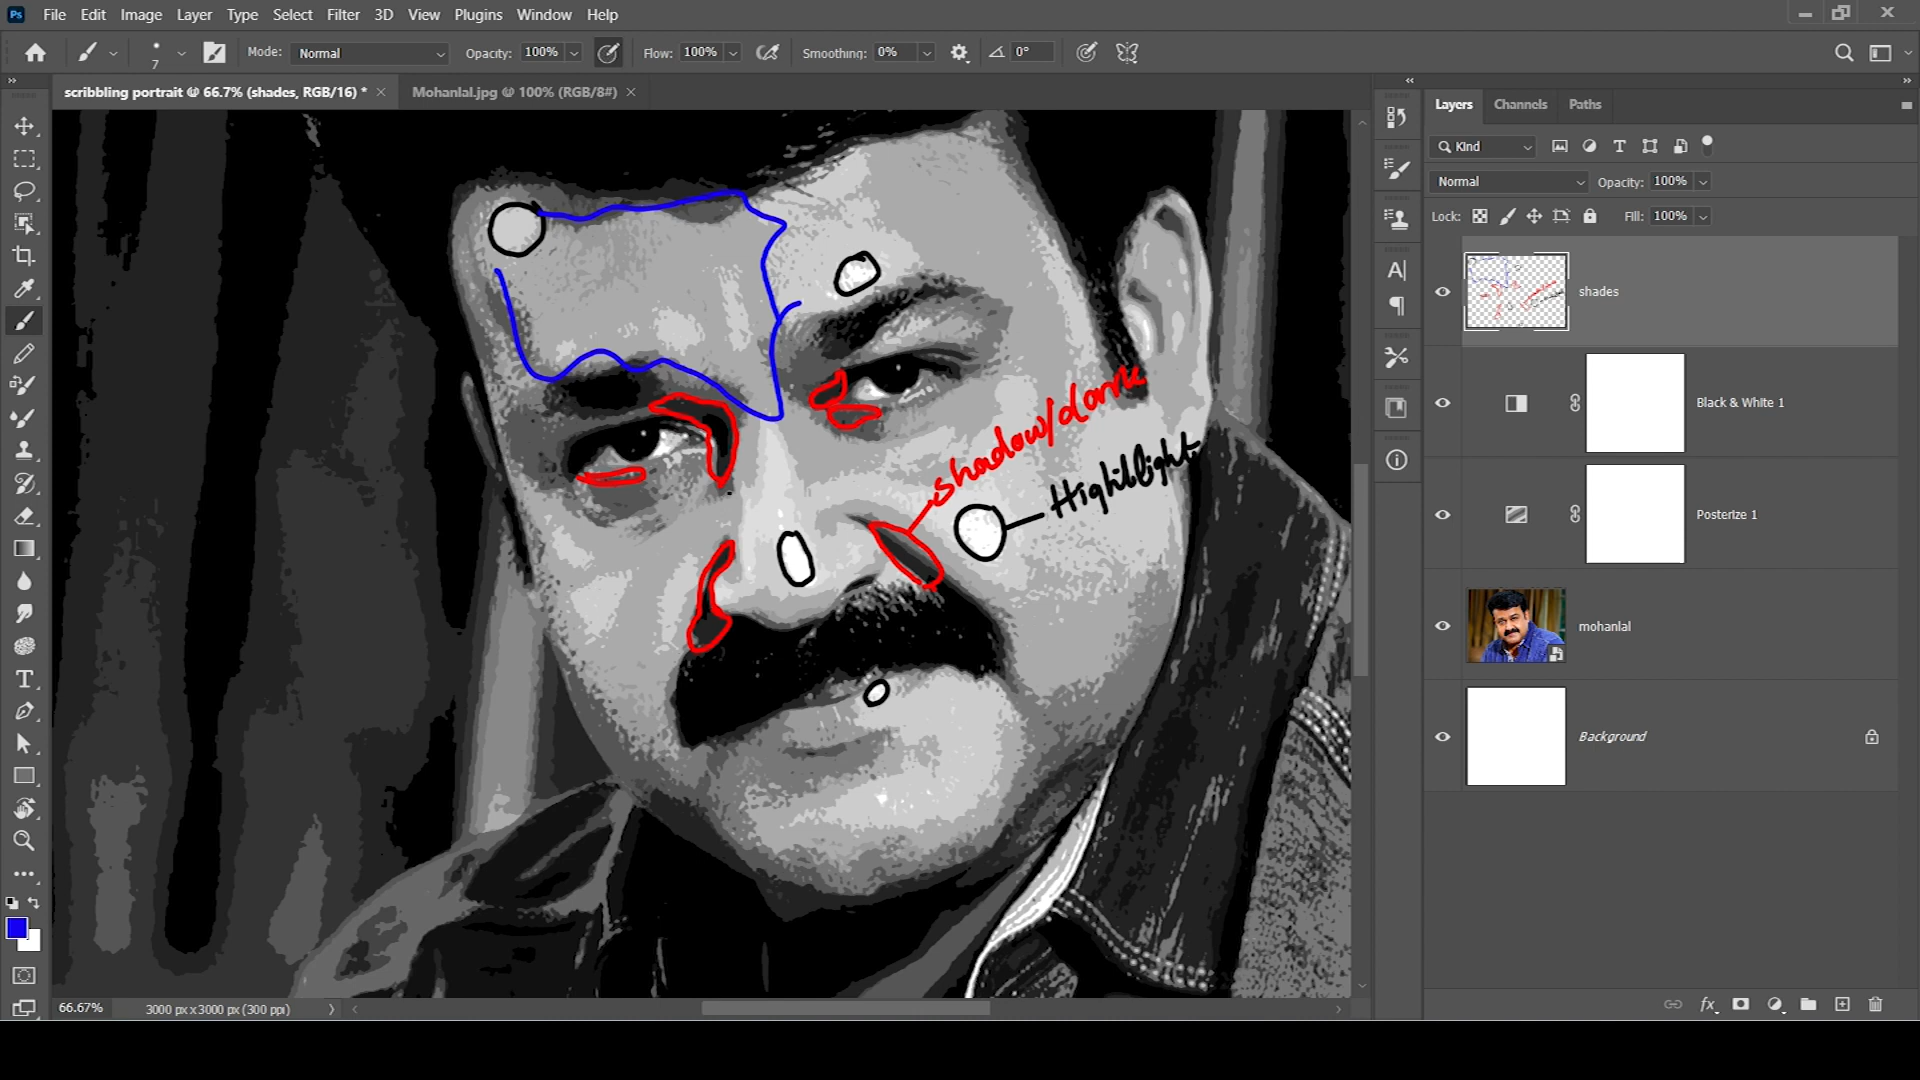 Ps File Edit Image Layer Type Select Filter 3D View Plugins Window Help
7 Mode: Normal Opacity: 100% Flow: 100% Smoothing: 0% 0°
scribbling portrait @ 66.7% (shades, RGB/16) * Mohanlal.jpg @ 100% (RGB/8#)
Layers Channels Paths
Kind
Normal Opacity: 100%
Lock: Fill: 100%
shades
Black & White 1
Posterize 1
mohanlal
Background
shadow/dark
Highlight
66.67% 3000 px x 3000 px (300 ppi)